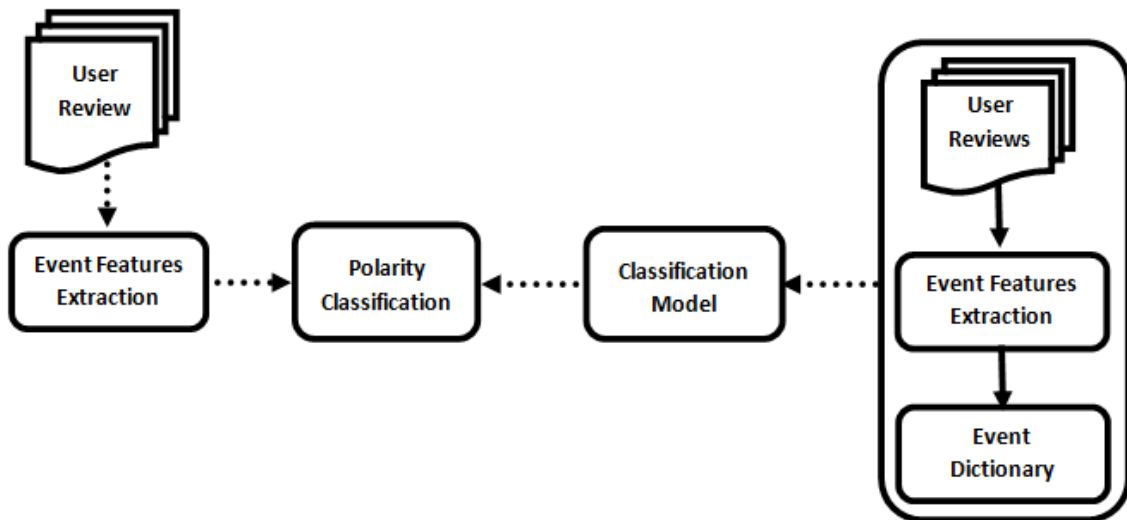 User
Review
Event Features
Extraction
Polarity
Classification
Classification
Model
User
Reviews
Event Features
Extraction
Event
Dictionary